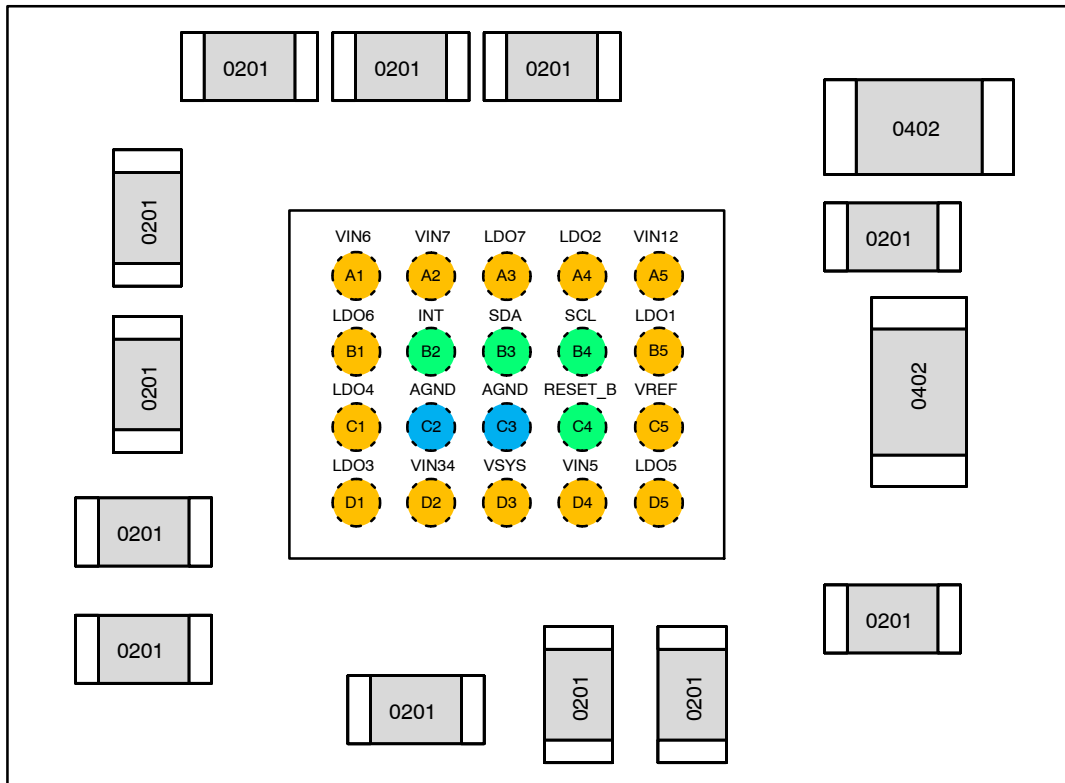 0201 0201 0201
0402
0201
0201
VIN6 VIN7 LDO7 LDO2 VIN12
A1 A2 A3 A4 A5
LDO6 INT SDA SCL LDO1
B1 B2 B3 B4 B5
0201
0402
LDO4 AGND AGND RESET_B VREF
C1 C2 C3 C4 C5
LDO3 VIN34 VSYS VIN5 LDO5
D1 D2 D3 D4 D5
0201
0201
0201
0201
0201
0201